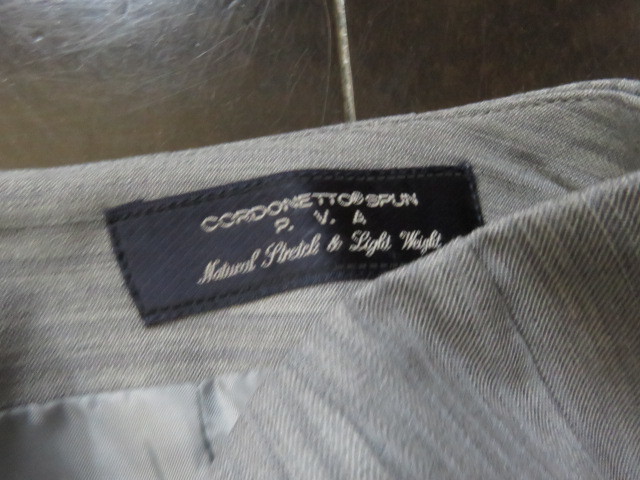 CORDONETTO® SPUN
P. V. A
Natural Stretch & Light Weight